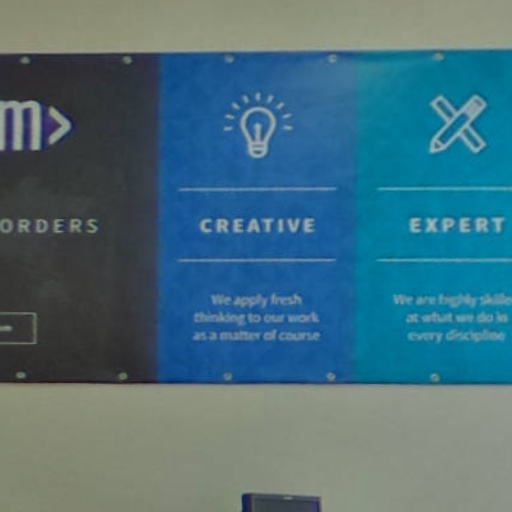 m>
ORDERS
CREATIVE
We apply fresh
thinking to our work
as a matter of course
EXPERT
We are highly skille
at what we do in
every discipline